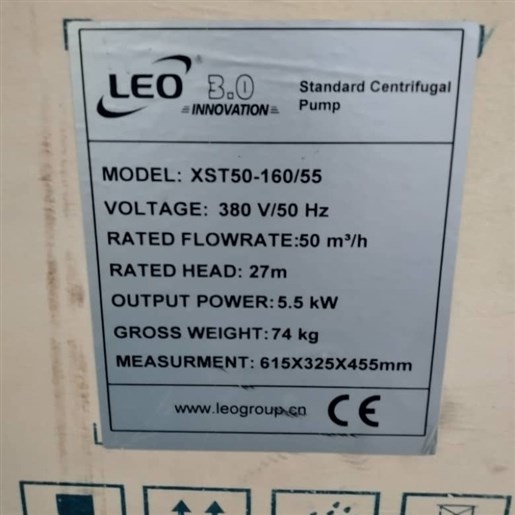 LEO® 3.0
INNOVATION
Standard Centrifugal
Pump
MODEL: XST50-160/55
VOLTAGE: 380 V/50 Hz
RATED FLOWRATE:50 m³/h
RATED HEAD: 27m
OUTPUT POWER: 5.5 kW
GROSS WEIGHT: 74 kg
MEASURMENT: 615X325X455mm
www.leogroup.cn CE